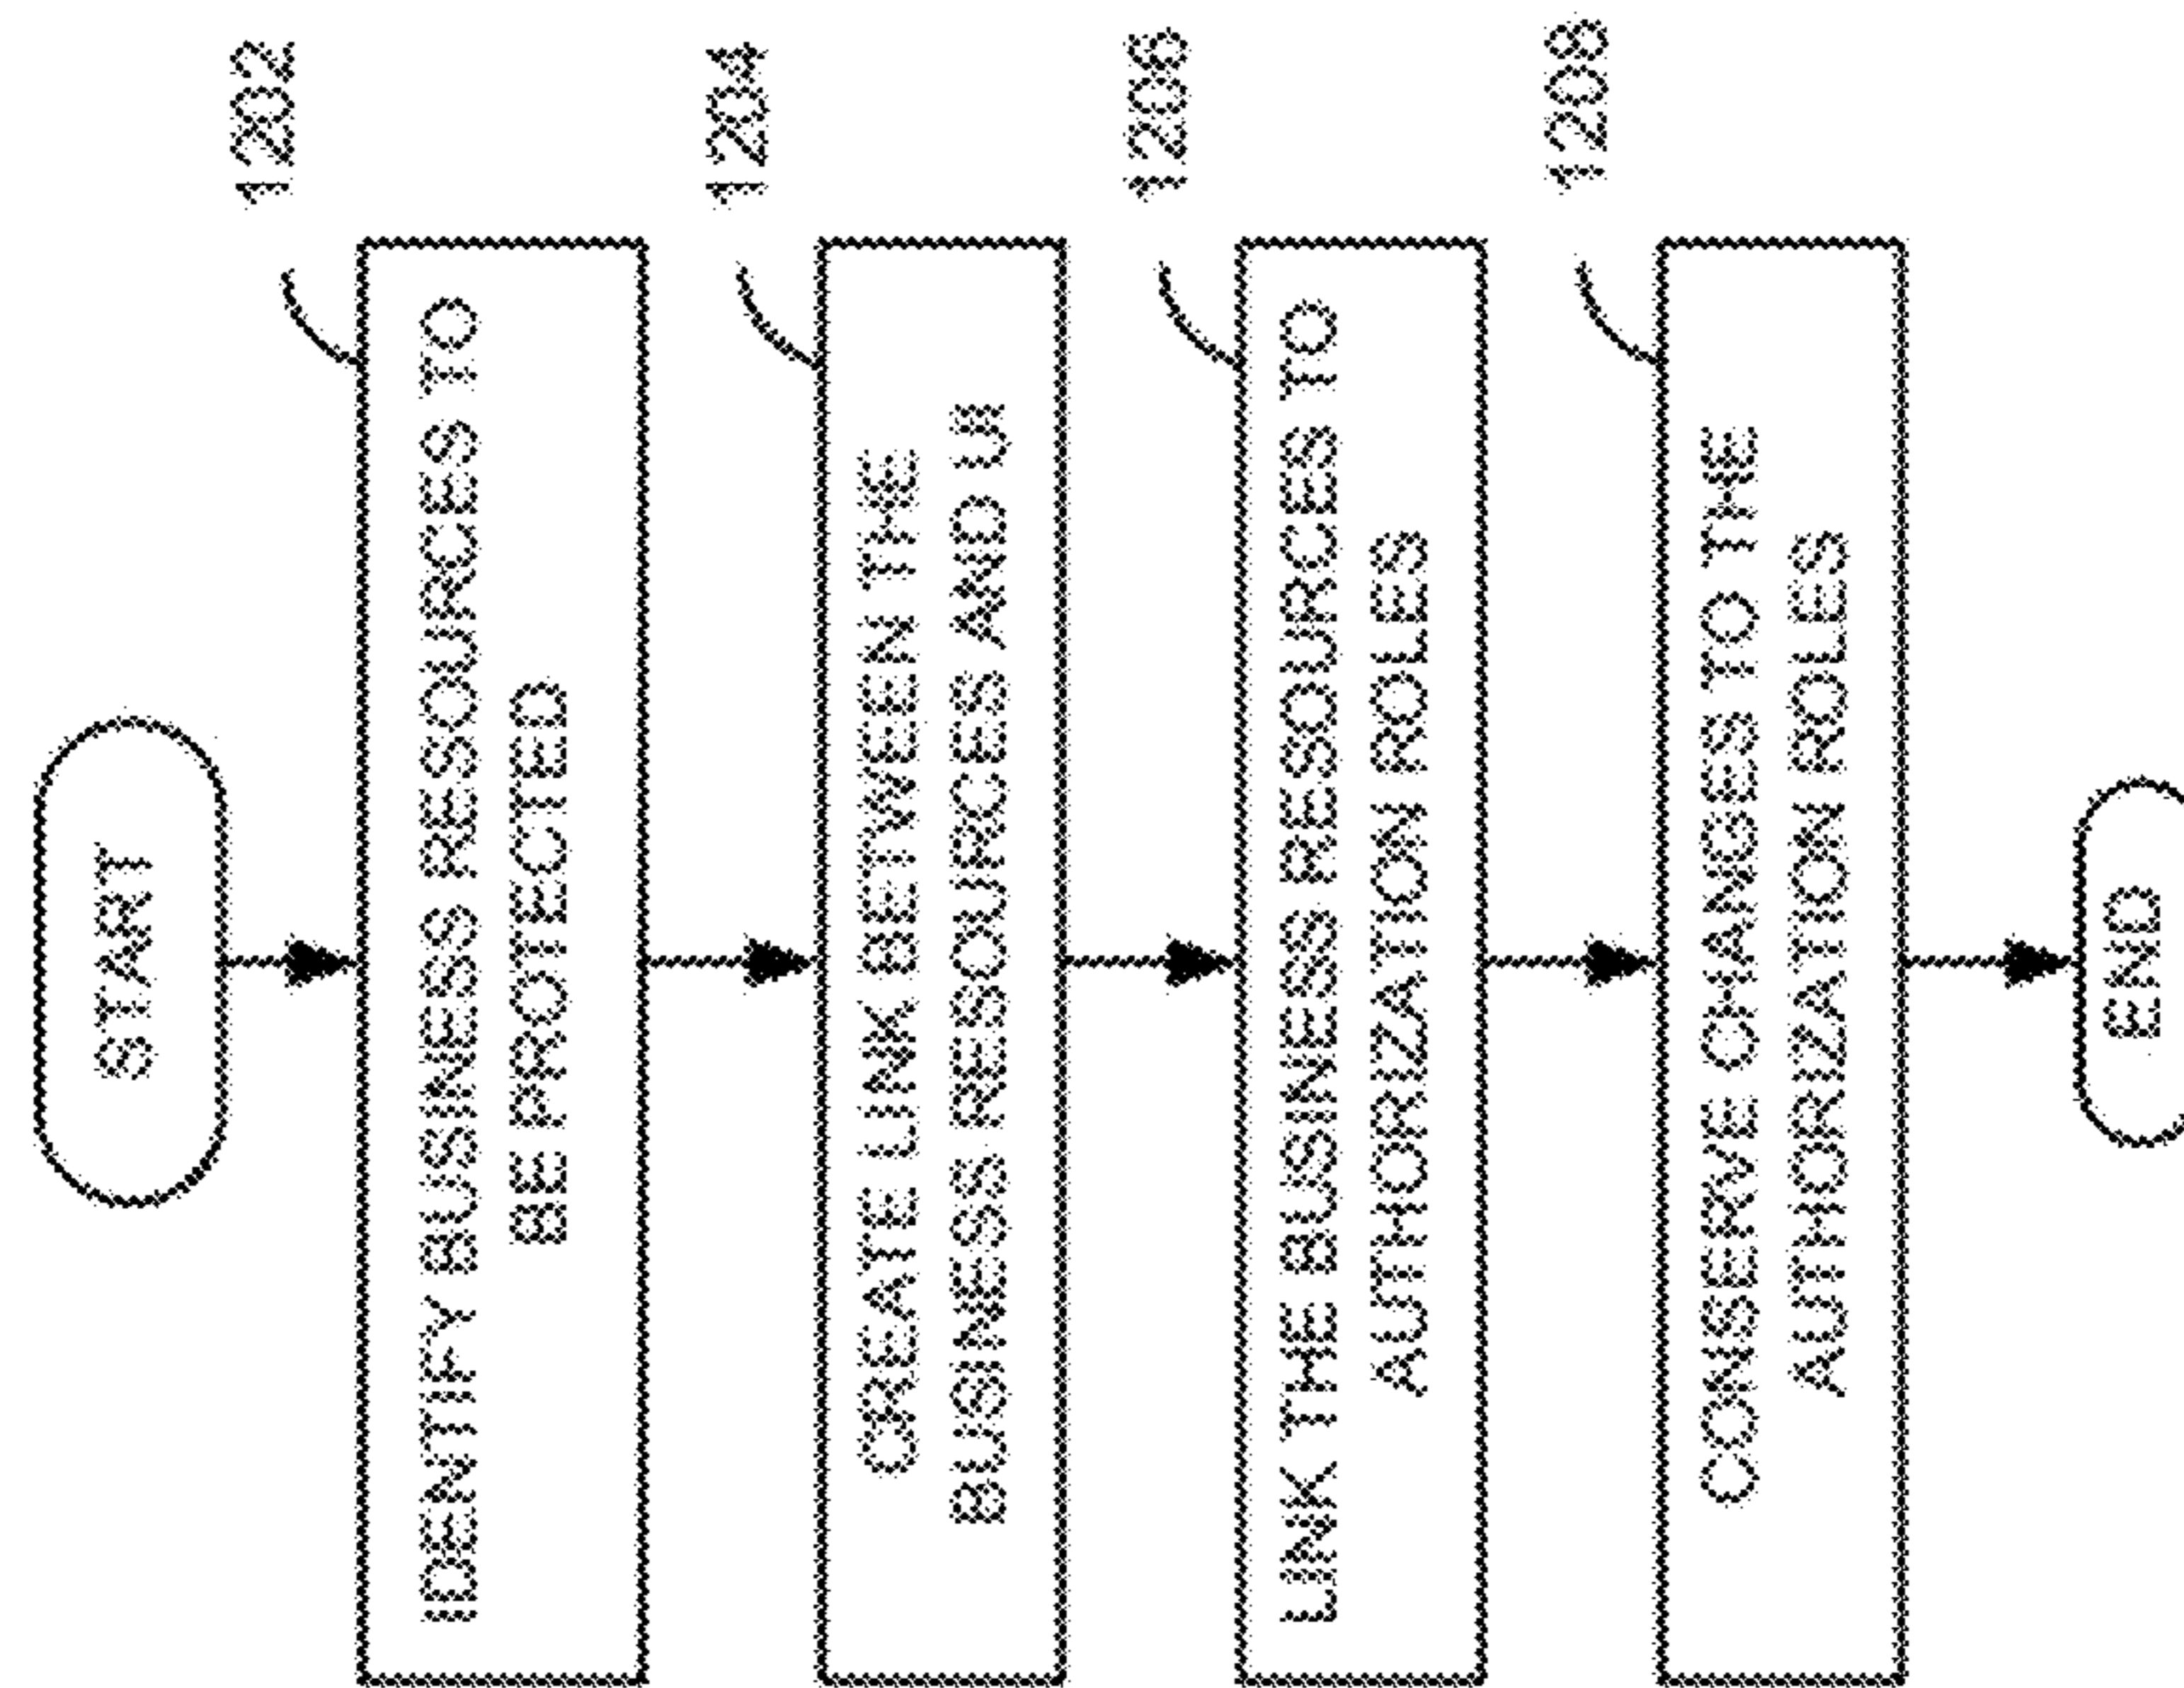 START
1202
IDENTIFY BUSINESS RESOURCES TO
BE PROTECTED
1204
CREATE LINK BETWEEN THE
BUSINESS RESOURCES AND UI
1206
LINK THE BUSINESS RESOURCES TO
AUTHORIZATION ROLES
1208
CONSERVE CHANGES TO THE
AUTHORIZATION ROLES
END